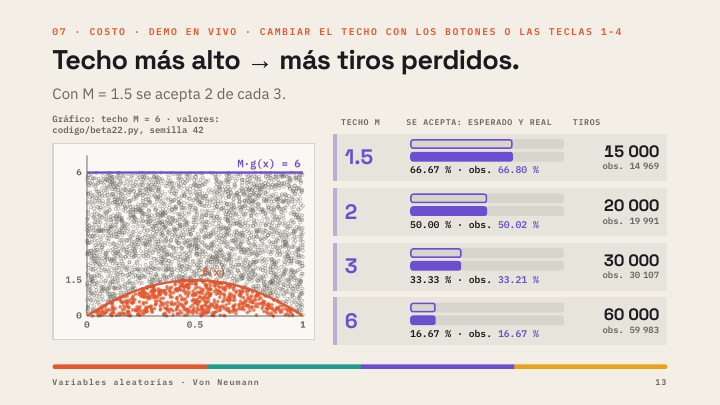 07 · COSTO · DEMO EN VIVO · CAMBIAR EL TECHO CON LOS BOTONES O LAS TECLAS 1-4
Techo más alto → más tiros perdidos.
Con M = 1.5 se acepta 2 de cada 3.
Gráfico: techo M = 6 · valores:
codigo/beta22.py, semilla 42
M·g(x) = 6
6
1.5
0
f(x)
0
0.5
1
TECHO M
SE ACEPTA: ESPERADO Y REAL
TIROS
1.5
66.67 % · obs. 66.80 %
15 000
obs. 14 969
2
50.00 % · obs. 50.02 %
20 000
obs. 19 991
3
33.33 % · obs. 33.21 %
30 000
obs. 30 107
6
16.67 % · obs. 16.67 %
60 000
obs. 59 983
Variables aleatorias · Von Neumann
13